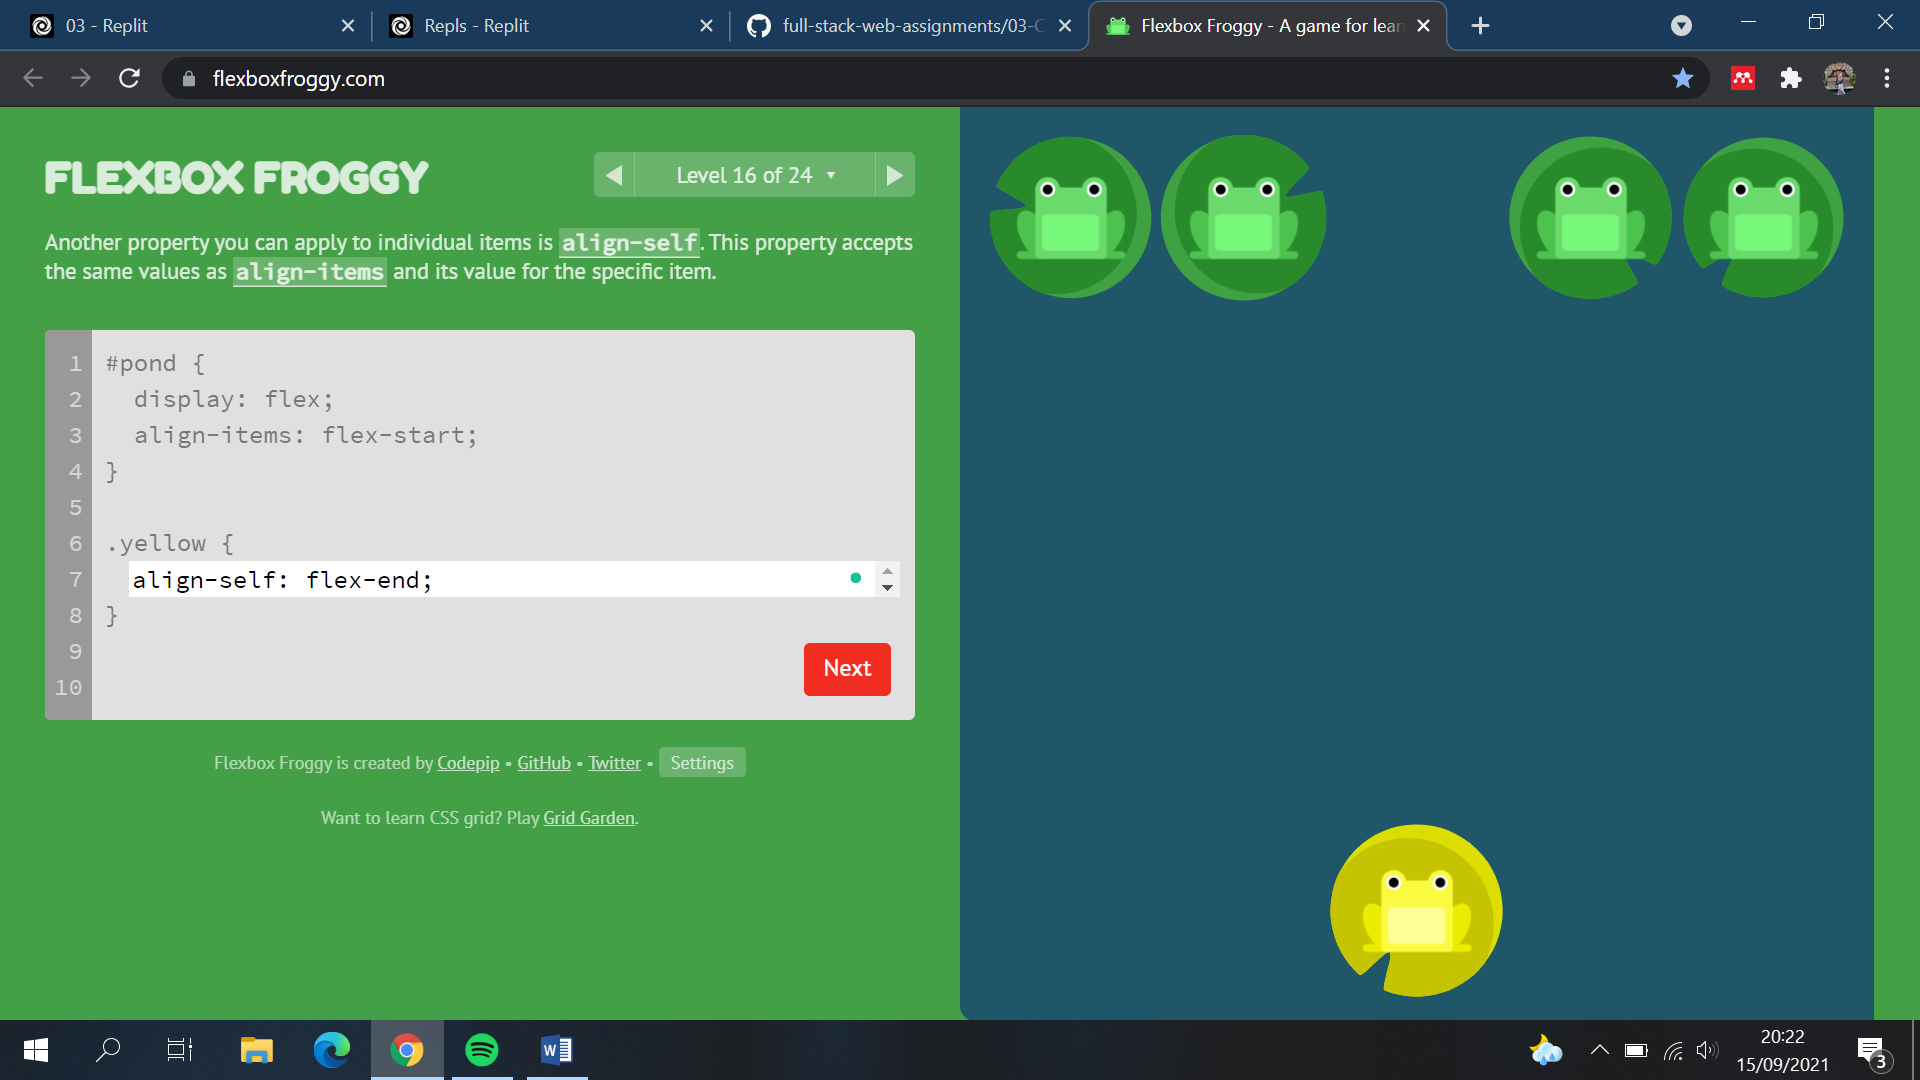 03 - Replit
Repls - Replit
full-stack-web-assignments/03-C
Flexbox Froggy - A game for lear
flexboxfroggy.com
FLEXBOX FROGGY
Level 16 of 24
Another property you can apply to individual items is align-self. This property accepts
the same values as align-items and its value for the specific item.
1 #pond {
2 display: flex;
3 align-items: flex-start;
4 }
5
6 .yellow {
7 align-self: flex-end;
8 }
9
10
Next
Flexbox Froggy is created by Codepip • GitHub • Twitter • Settings
Want to learn CSS grid? Play Grid Garden.
W
20:22
15/09/2021
3